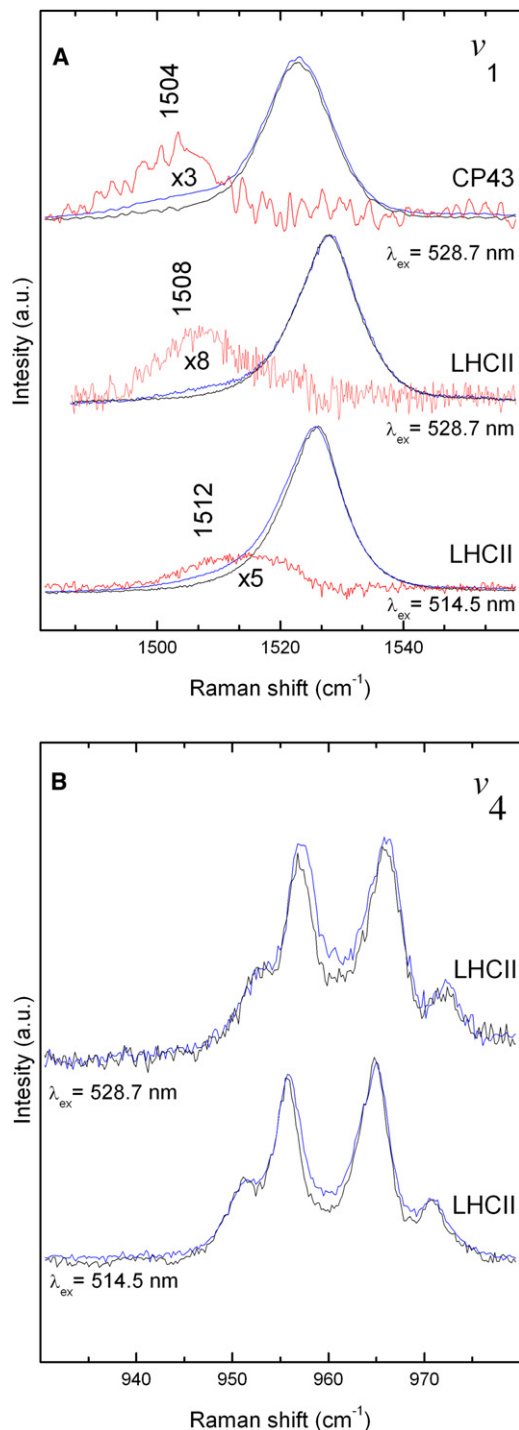 A
ν1
1504
x3
CP43
λex = 528.7 nm
1508
x8
LHCII
λex = 528.7 nm
1512
x5
LHCII
λex = 514.5 nm
Intesity (a.u.)
1500 1520 1540
Raman shift (cm-1)
B
ν4
LHCII
λex = 528.7 nm
LHCII
λex = 514.5 nm
Intesity (a.u.)
940 950 960 970
Raman shift (cm-1)